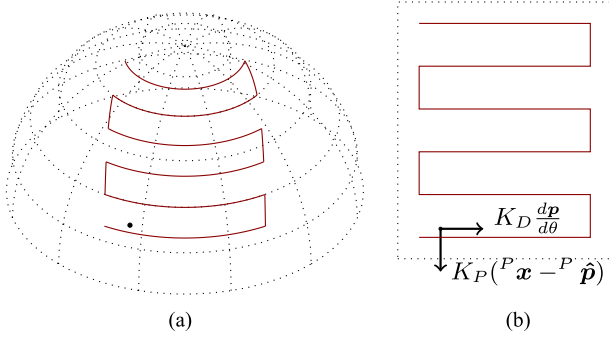 K_D d𝒑/dθ
K_P(^P 𝒙 −^P 𝒑̂)
(a) (b)